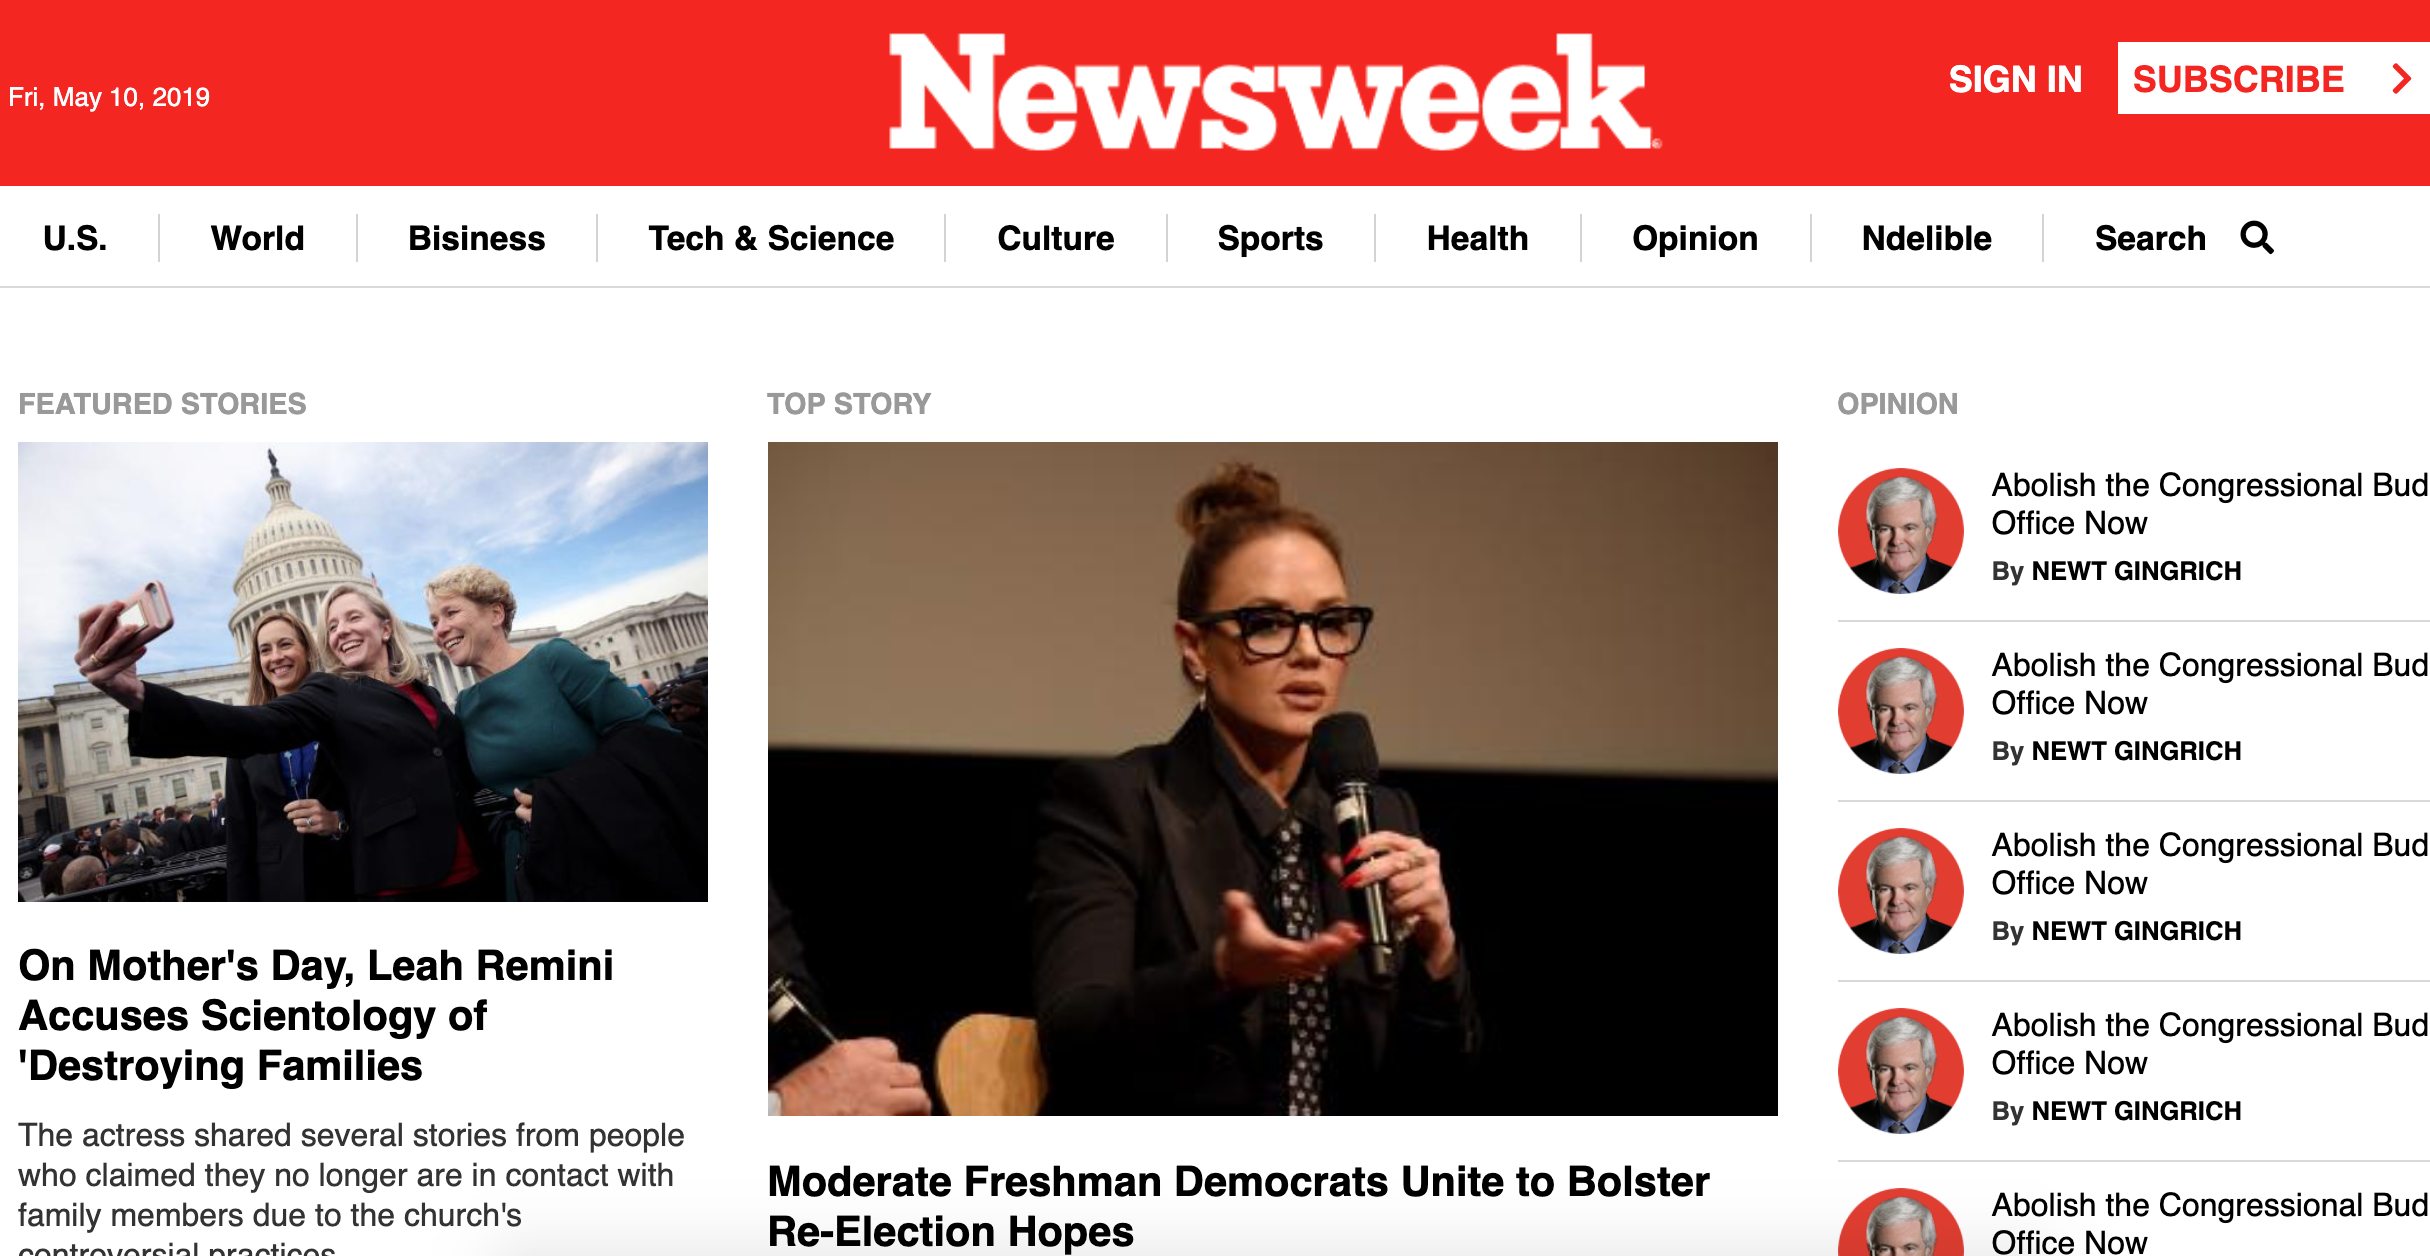 Fri, May 10, 2019
Newsweek
SIGN IN
SUBSCRIBE
U.S.
World
Bisiness
Tech & Science
Culture
Sports
Health
Opinion
Ndelible
Search
FEATURED STORIES
On Mother's Day, Leah Remini
Accuses Scientology of
'Destroying Families
The actress shared several stories from people
who claimed they no longer are in contact with
family members due to the church's
controversial practices
TOP STORY
Moderate Freshman Democrats Unite to Bolster
Re-Election Hopes
OPINION
Abolish the Congressional Bud
Office Now
By NEWT GINGRICH
Abolish the Congressional Bud
Office Now
By NEWT GINGRICH
Abolish the Congressional Bud
Office Now
By NEWT GINGRICH
Abolish the Congressional Bud
Office Now
By NEWT GINGRICH
Abolish the Congressional Bud
Office Now